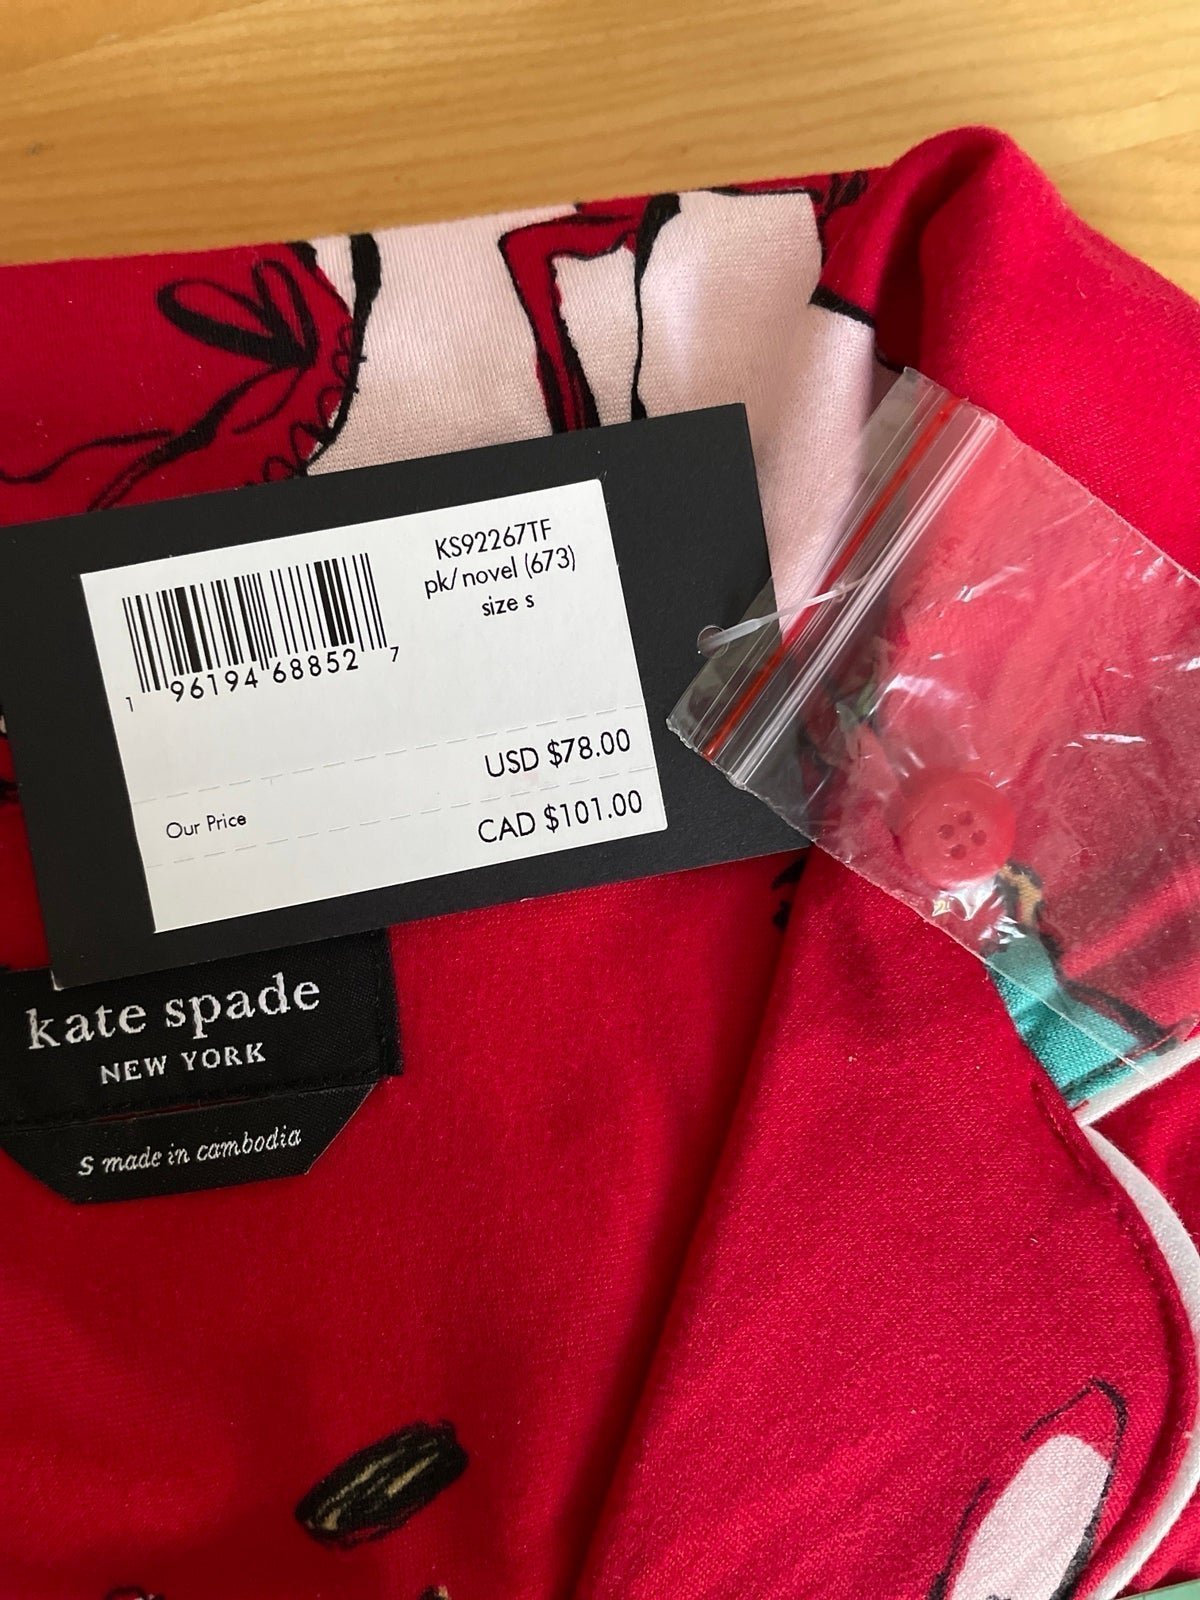 KS92267TF
pk/novel (673)
size s
1 96194 68852 7
USD $78.00
Our Price
CAD $101.00
kate spade
NEW YORK
S made in cambodia